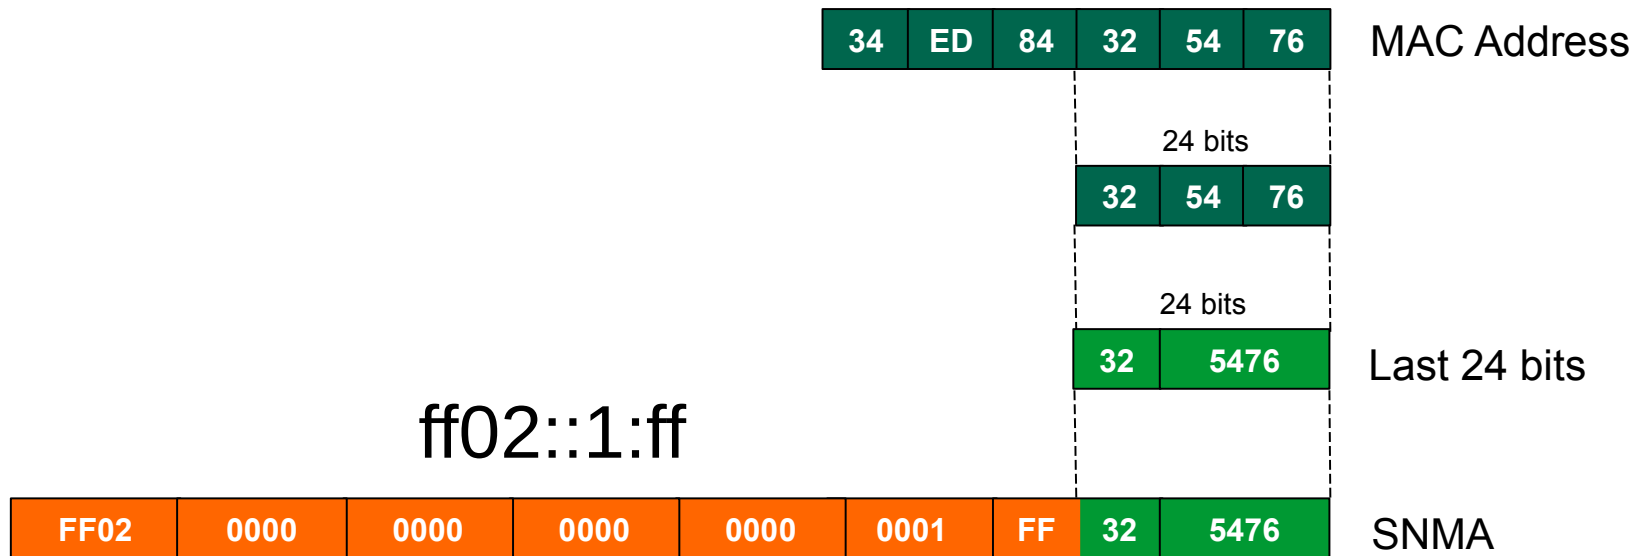 34 ED 84 32 54 76 MAC Address
24 bits
32 54 76
24 bits
32 5476 Last 24 bits
ff02::1:ff
FF02 0000 0000 0000 0000 0001 FF 32 5476 SNMA